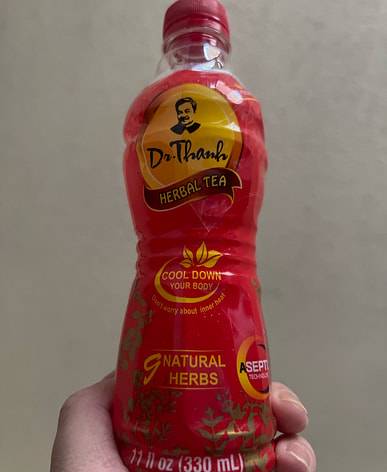 Dr.Thanh
HERBAL TEA
COOL DOWN
YOUR BODY
Don't worry about inner heat
9 NATURAL
HERBS
ASEPTIC
TECHNOLOGY
11 fl oz (330 mL)